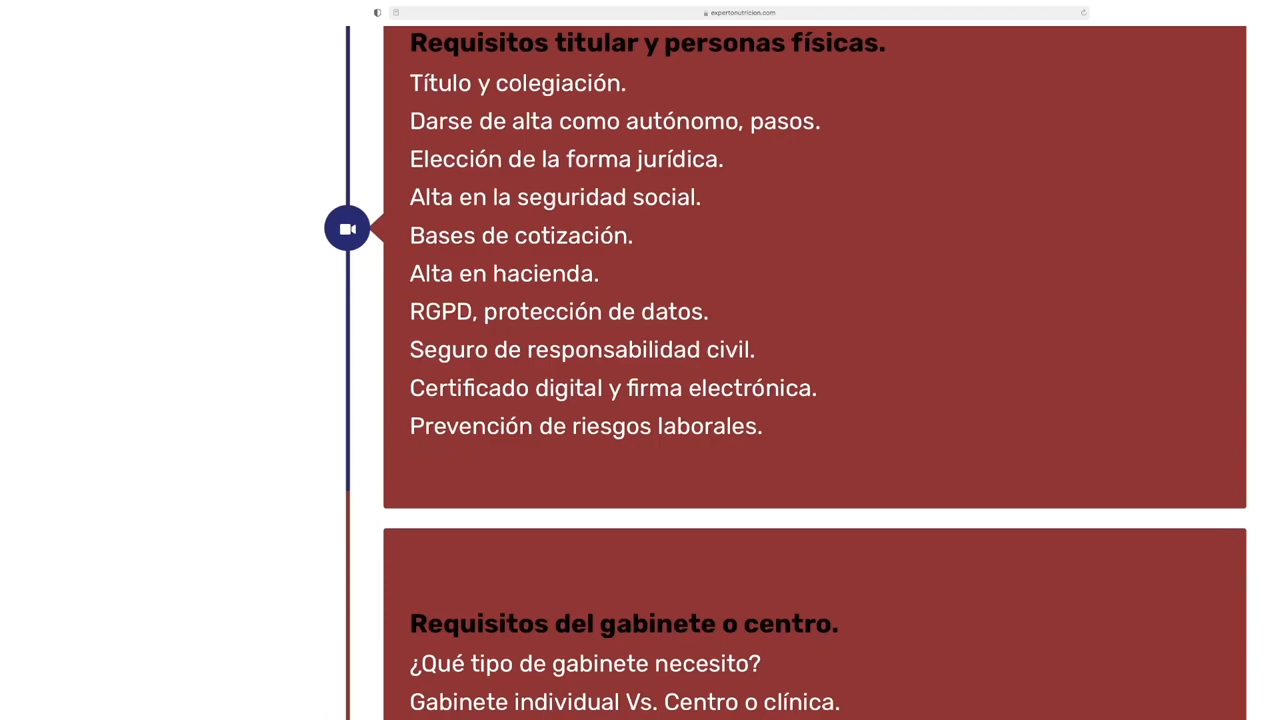 expertonutricion.com
Requisitos titular y personas físicas.
Título y colegiación.
Darse de alta como autónomo, pasos.
Elección de la forma jurídica.
Alta en la seguridad social.
Bases de cotización.
Alta en hacienda.
RGPD, protección de datos.
Seguro de responsabilidad civil.
Certificado digital y firma electrónica.
Prevención de riesgos laborales.
Requisitos del gabinete o centro.
¿Qué tipo de gabinete necesito?
Gabinete individual Vs. Centro o clínica.